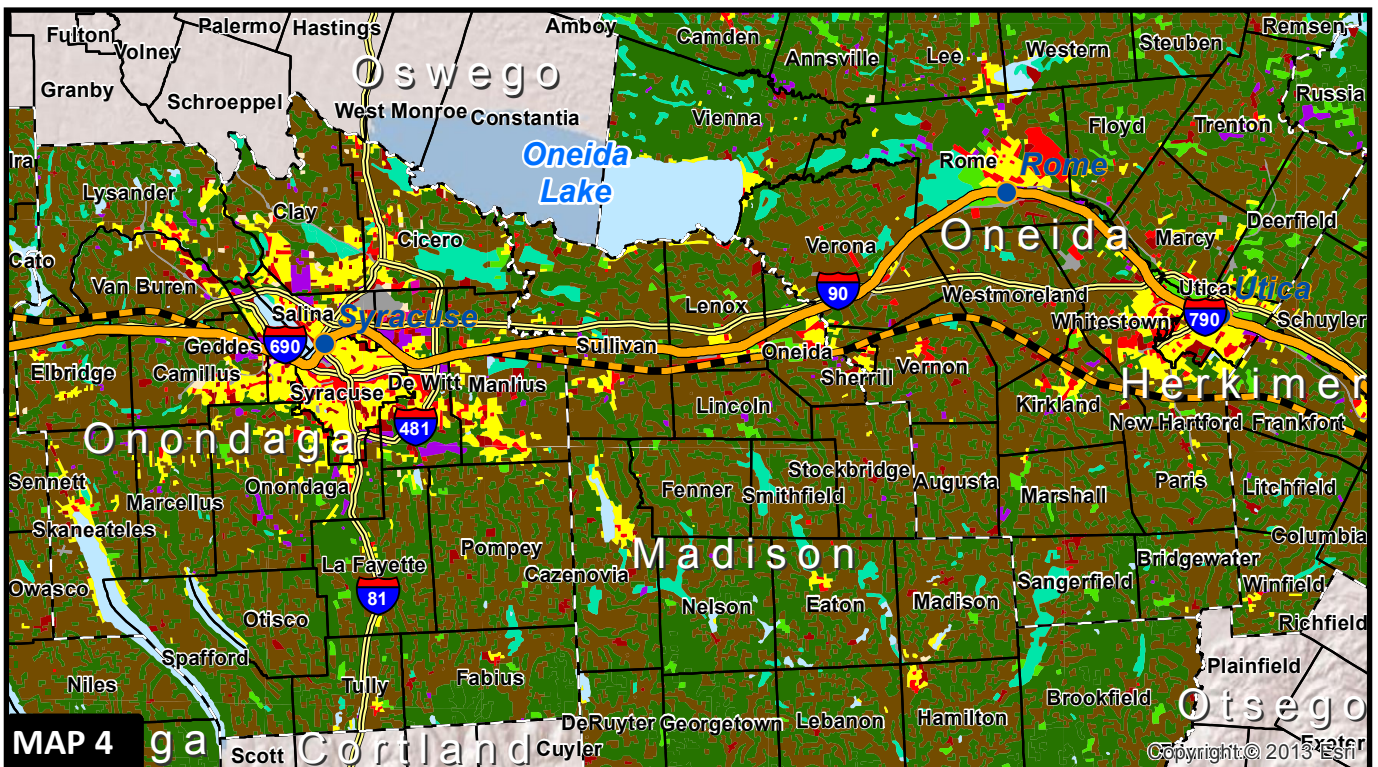 Fulton
Volney
Palermo
Hastings
Amboy
Camden
Annsville
Lee
Western
Steuben
Remsen
Granby
Schroeppel
Oswego
West Monroe
Constantia
Vienna
Floyd
Trenton
Russia
Ira
Lysander
Clay
Cicero
Oneida
Lake
Rome
Rome
Deerfield
Cato
Van Buren
Verona
Oneida
Marcy
Salina
Syracuse
Lenox
90
Westmoreland
Utica
Utica
Geddes
690
Sullivan
Oneida
Whitestown
790
Schuyler
Elbridge
Camillus
Syracuse
De Witt
Manlius
Sherrill
Vernon
Herkimer
Onondaga
481
Lincoln
Kirkland
New Hartford
Frankfort
Sennett
Marcellus
Onondaga
Fenner
Smithfield
Stockbridge
Augusta
Marshall
Paris
Litchfield
Skaneateles
La Fayette
Pompey
Cazenovia
Madison
Columbia
Bridgewater
Owasco
81
Otisco
Nelson
Eaton
Madison
Sangerfield
Winfield
Richfield
Spafford
Niles
Tully
Fabius
Plainfield
Brookfield
Otsego
DeRuyter
Georgetown
Lebanon
Hamilton
MAP 4
ga
Scott
Cortland
Cuyler
Exeter
Copyright:© 2013 Esri